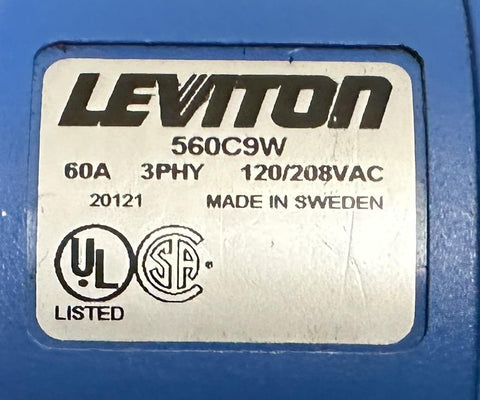 LEVITON
560C9W
60A 3PHY 120/208VAC
20121 MADE IN SWEDEN
UL SA ®
LISTED